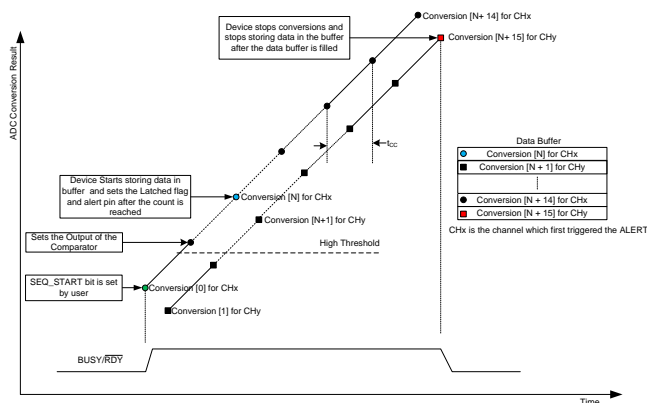 Device stops conversions and
stops storing data in the buffer
after the data buffer is filled
Conversion [N+ 14] for CHx
Conversion [N+ 15] for CHy
ADC Conversion Result
tCC
Data Buffer
Conversion [N] for CHx
Conversion [N + 1] for CHy
Conversion [N + 14] for CHx
Conversion [N + 15] for CHy
CHx is the channel which first triggered the ALERT
Device Starts storing data in
buffer and sets the Latched flag
and alert pin after the count is
reached
Conversion [N] for CHx
Conversion [N+1] for CHy
Sets the Output of the
Comparator
High Threshold
SEQ_START bit is set
by user
Conversion [0] for CHx
Conversion [1] for CHy
BUSY/RDY
Time